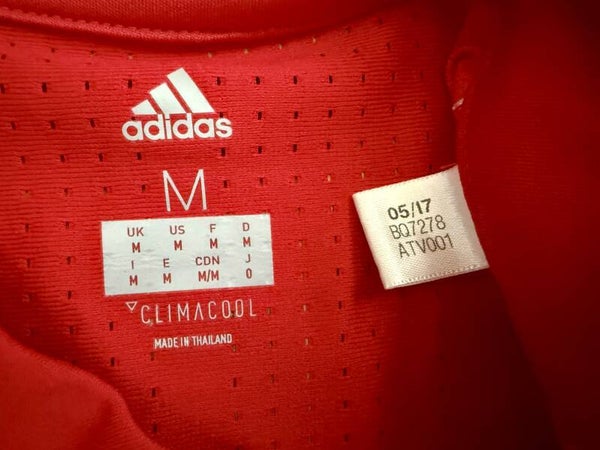 adidas
M
UK US F D
M M M M
I E CDN J
M M M/M O
CLIMACOOL
MADE IN THAILAND
05/17
BQ7278
ATV001